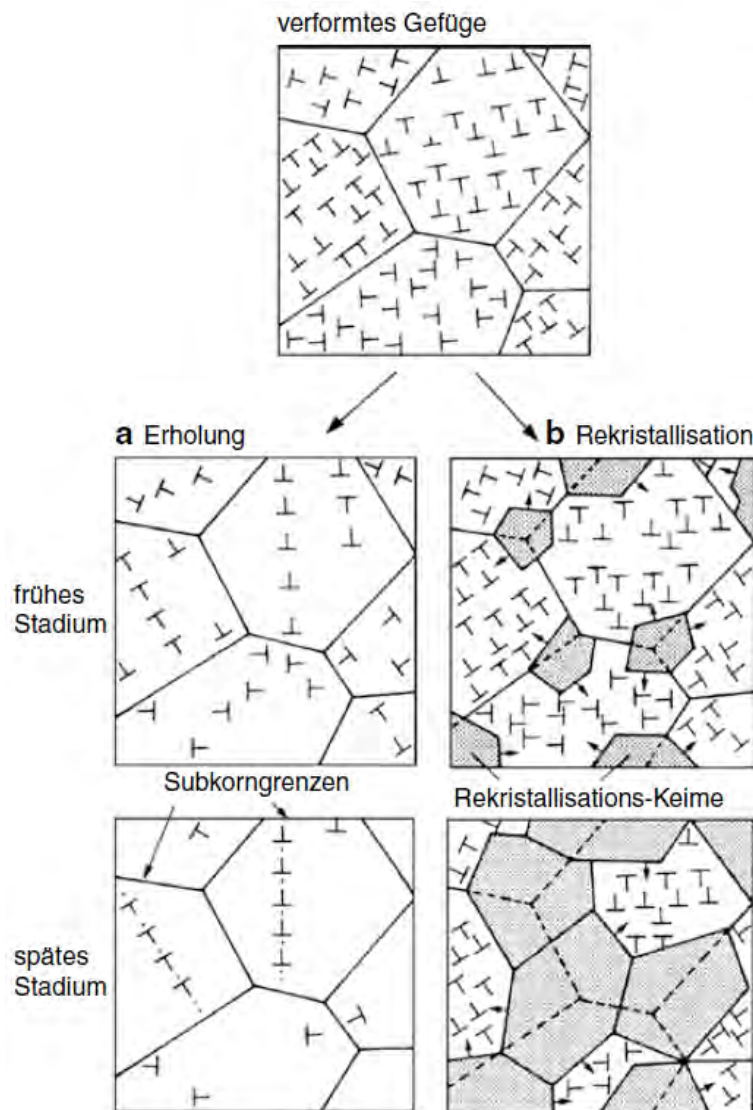 verformtes Gefüge
a Erholung
b Rekristallisation
frühes
Stadium
Subkorngrenzen
Rekristallisations-Keime
spätes
Stadium